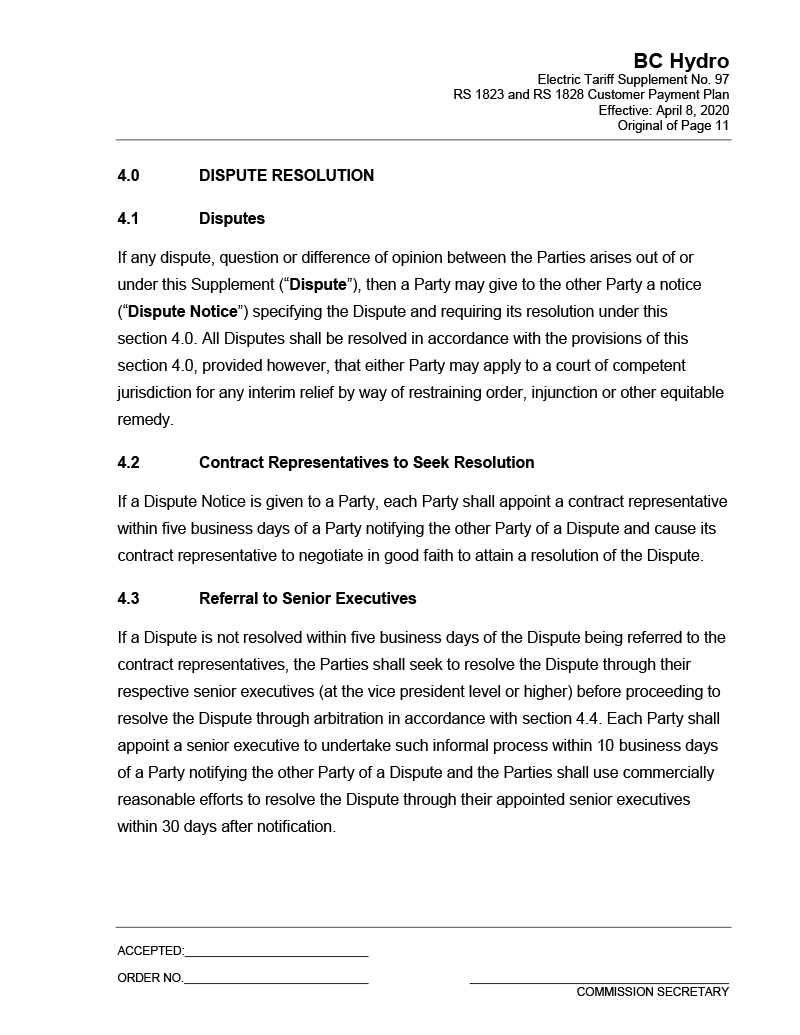 BC Hydro
Electric Tariff Supplement No. 97
RS 1823 and RS 1828 Customer Payment Plan
Effective: April 8, 2020
Original of Page 11
4.0 DISPUTE RESOLUTION
4.1 Disputes
If any dispute, question or difference of opinion between the Parties arises out of or
under this Supplement (“Dispute”), then a Party may give to the other Party a notice
(“Dispute Notice”) specifying the Dispute and requiring its resolution under this
section 4.0. All Disputes shall be resolved in accordance with the provisions of this
section 4.0, provided however, that either Party may apply to a court of competent
jurisdiction for any interim relief by way of restraining order, injunction or other equitable
remedy.
4.2 Contract Representatives to Seek Resolution
If a Dispute Notice is given to a Party, each Party shall appoint a contract representative
within five business days of a Party notifying the other Party of a Dispute and cause its
contract representative to negotiate in good faith to attain a resolution of the Dispute.
4.3 Referral to Senior Executives
If a Dispute is not resolved within five business days of the Dispute being referred to the
contract representatives, the Parties shall seek to resolve the Dispute through their
respective senior executives (at the vice president level or higher) before proceeding to
resolve the Dispute through arbitration in accordance with section 4.4. Each Party shall
appoint a senior executive to undertake such informal process within 10 business days
of a Party notifying the other Party of a Dispute and the Parties shall use commercially
reasonable efforts to resolve the Dispute through their appointed senior executives
within 30 days after notification.
ACCEPTED:
ORDER NO.
COMMISSION SECRETARY